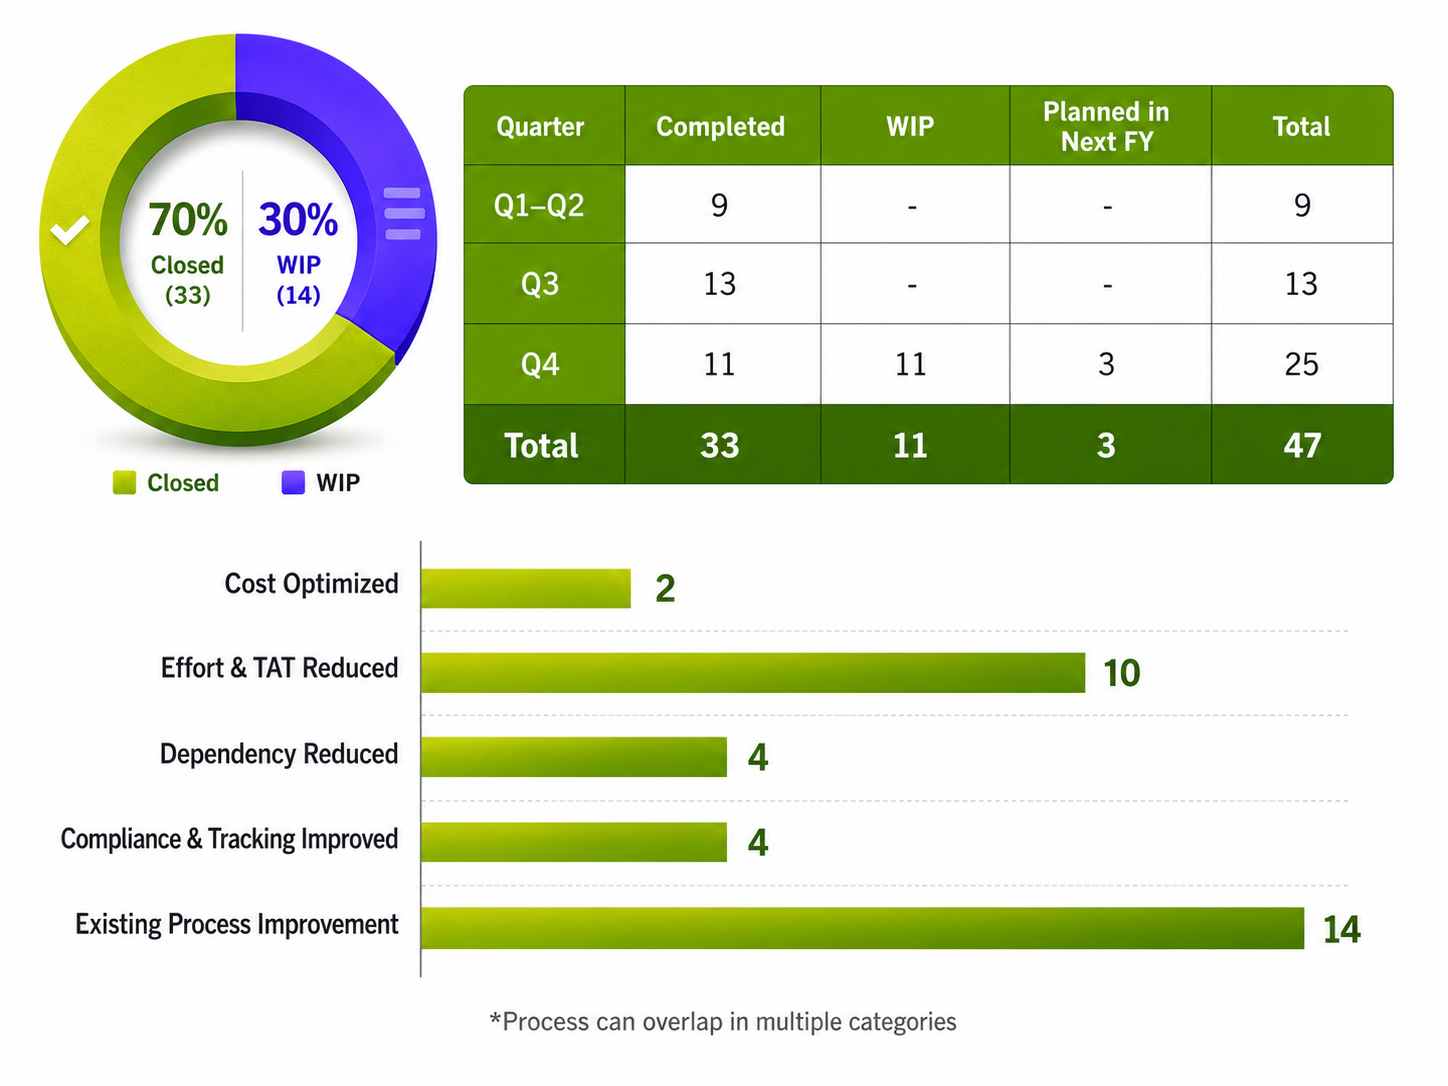 70% 30%
Closed WIP
(33) (14)
Closed WIP
Quarter Completed WIP Planned in Next FY Total
Q1–Q2 9 - - 9
Q3 13 - - 13
Q4 11 11 3 25
Total 33 11 3 47
Cost Optimized 2
Effort & TAT Reduced 10
Dependency Reduced 4
Compliance & Tracking Improved 4
Existing Process Improvement 14
*Process can overlap in multiple categories